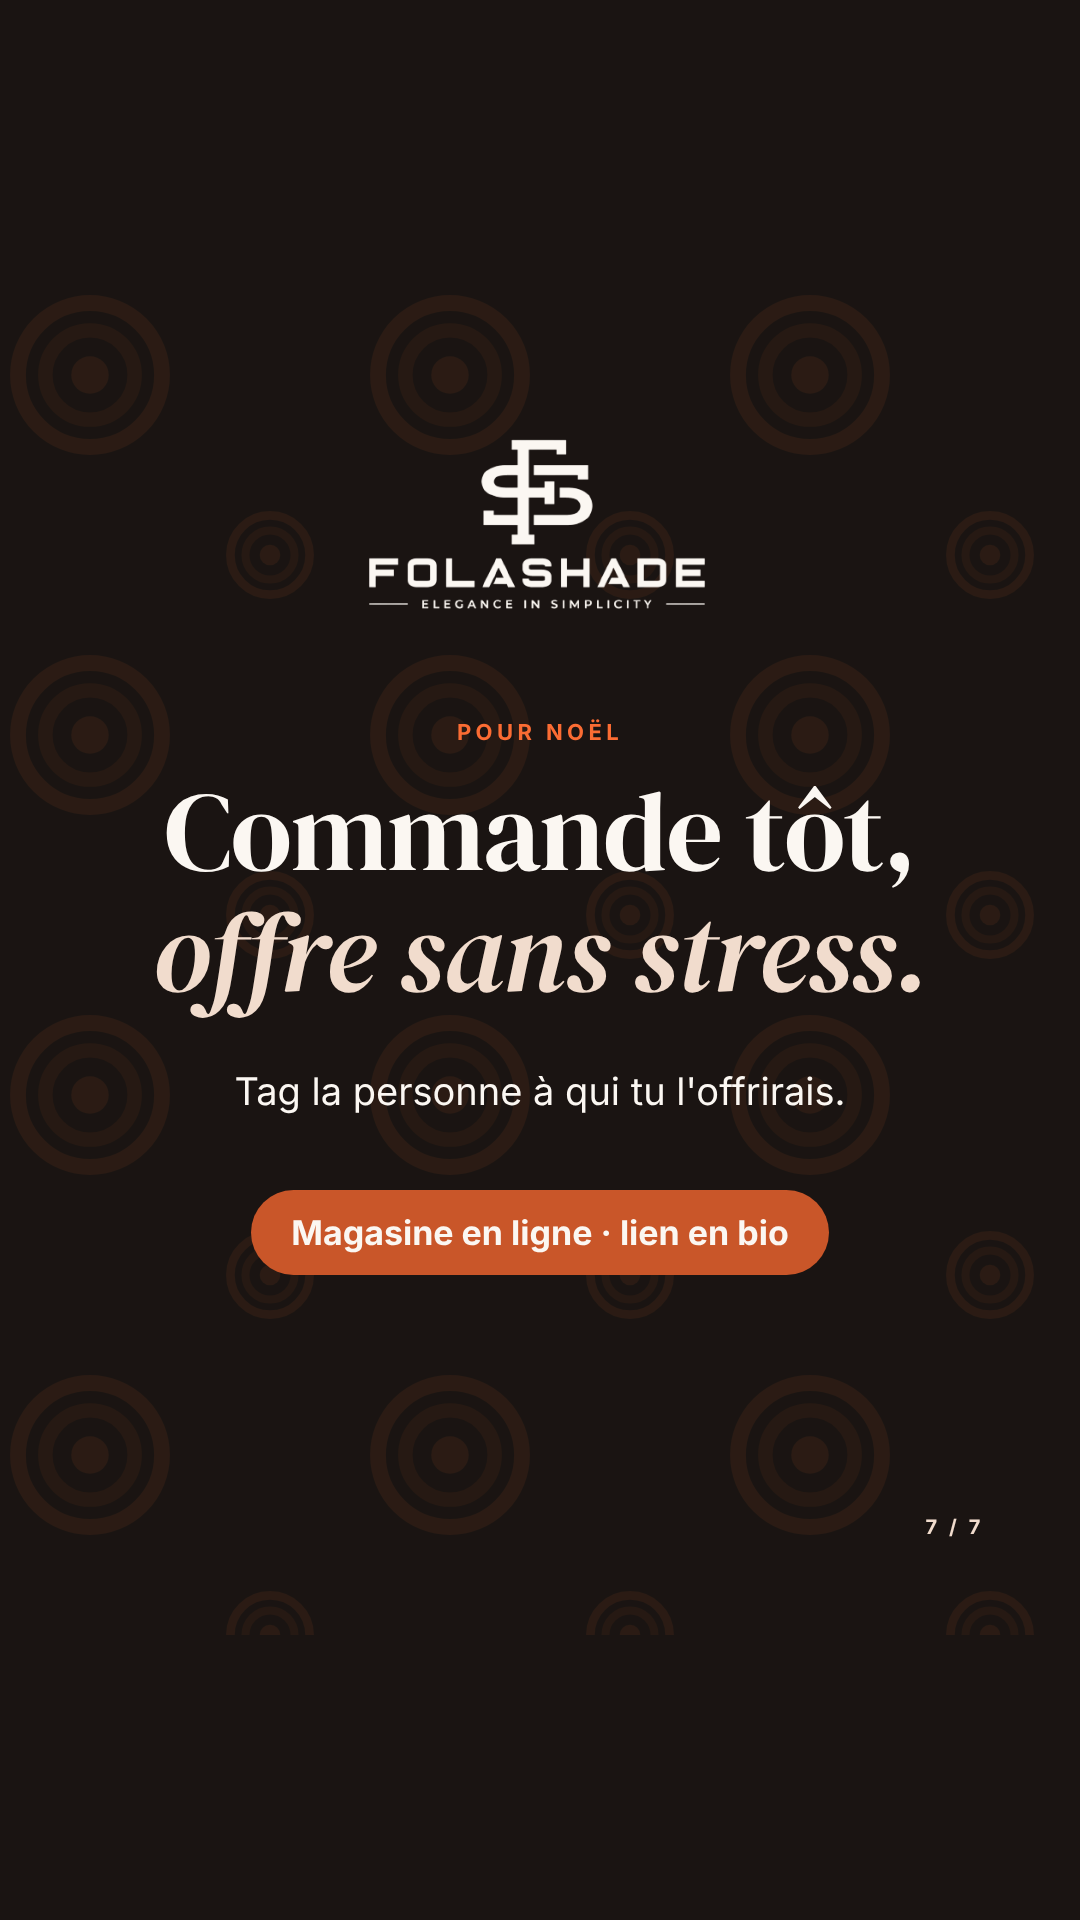 FOLASHADE
ELEGANCE IN SIMPLICITY
POUR NOËL
Commande tôt,
offre sans stress.
Tag la personne à qui tu l'offrirais.
Magasine en ligne · lien en bio
7 / 7